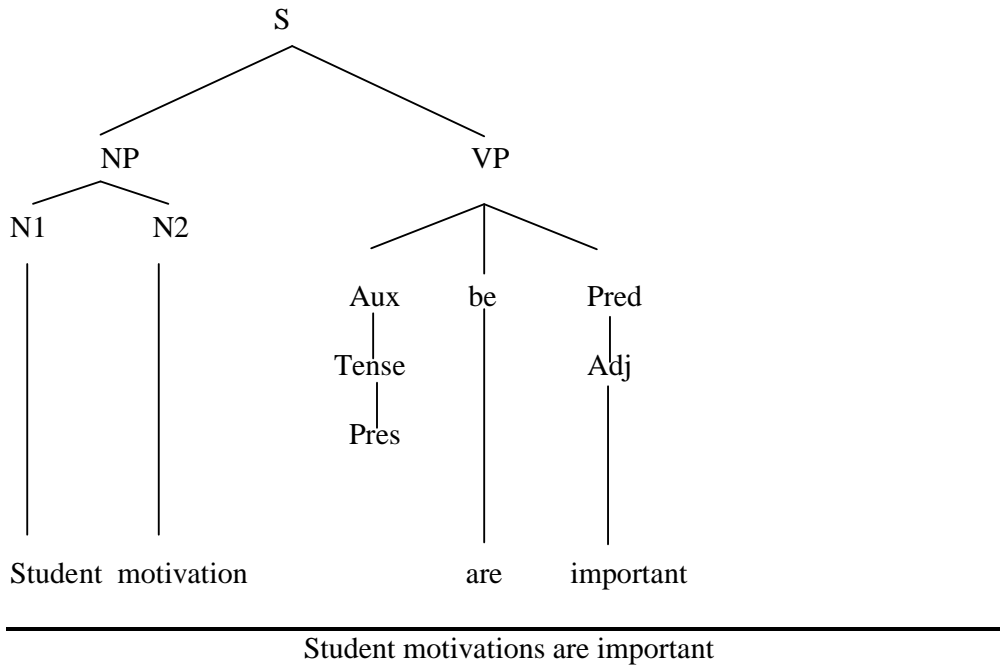 S
NP VP
N1 N2
Aux be Pred
Tense Adj
Pres
Student motivation are important
Student motivations are important